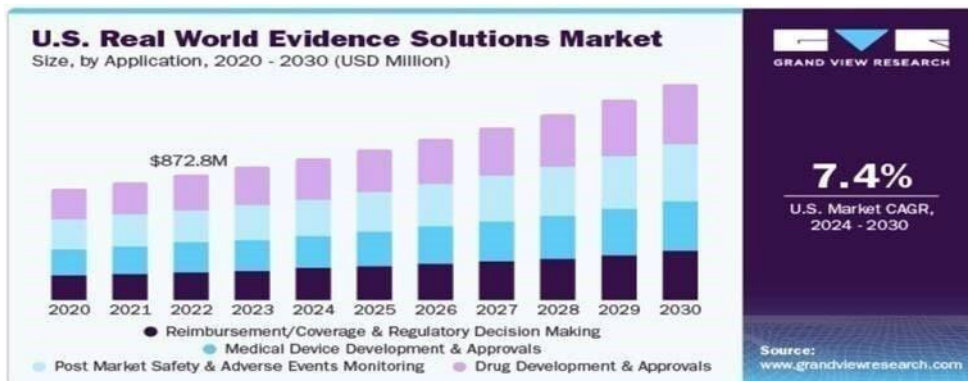 U.S. Real World Evidence Solutions Market
Size, by Application, 2020 - 2030 (USD Million)
$872.8M
2020 2021 2022 2023 2024 2025 2026 2027 2028 2029 2030
Reimbursement/Coverage & Regulatory Decision Making
Medical Device Development & Approvals
Post Market Safety & Adverse Events Monitoring Drug Development & Approvals
GRAND VIEW RESEARCH
7.4%
U.S. Market CAGR,
2024 - 2030
Source:
www.grandviewresearch.com